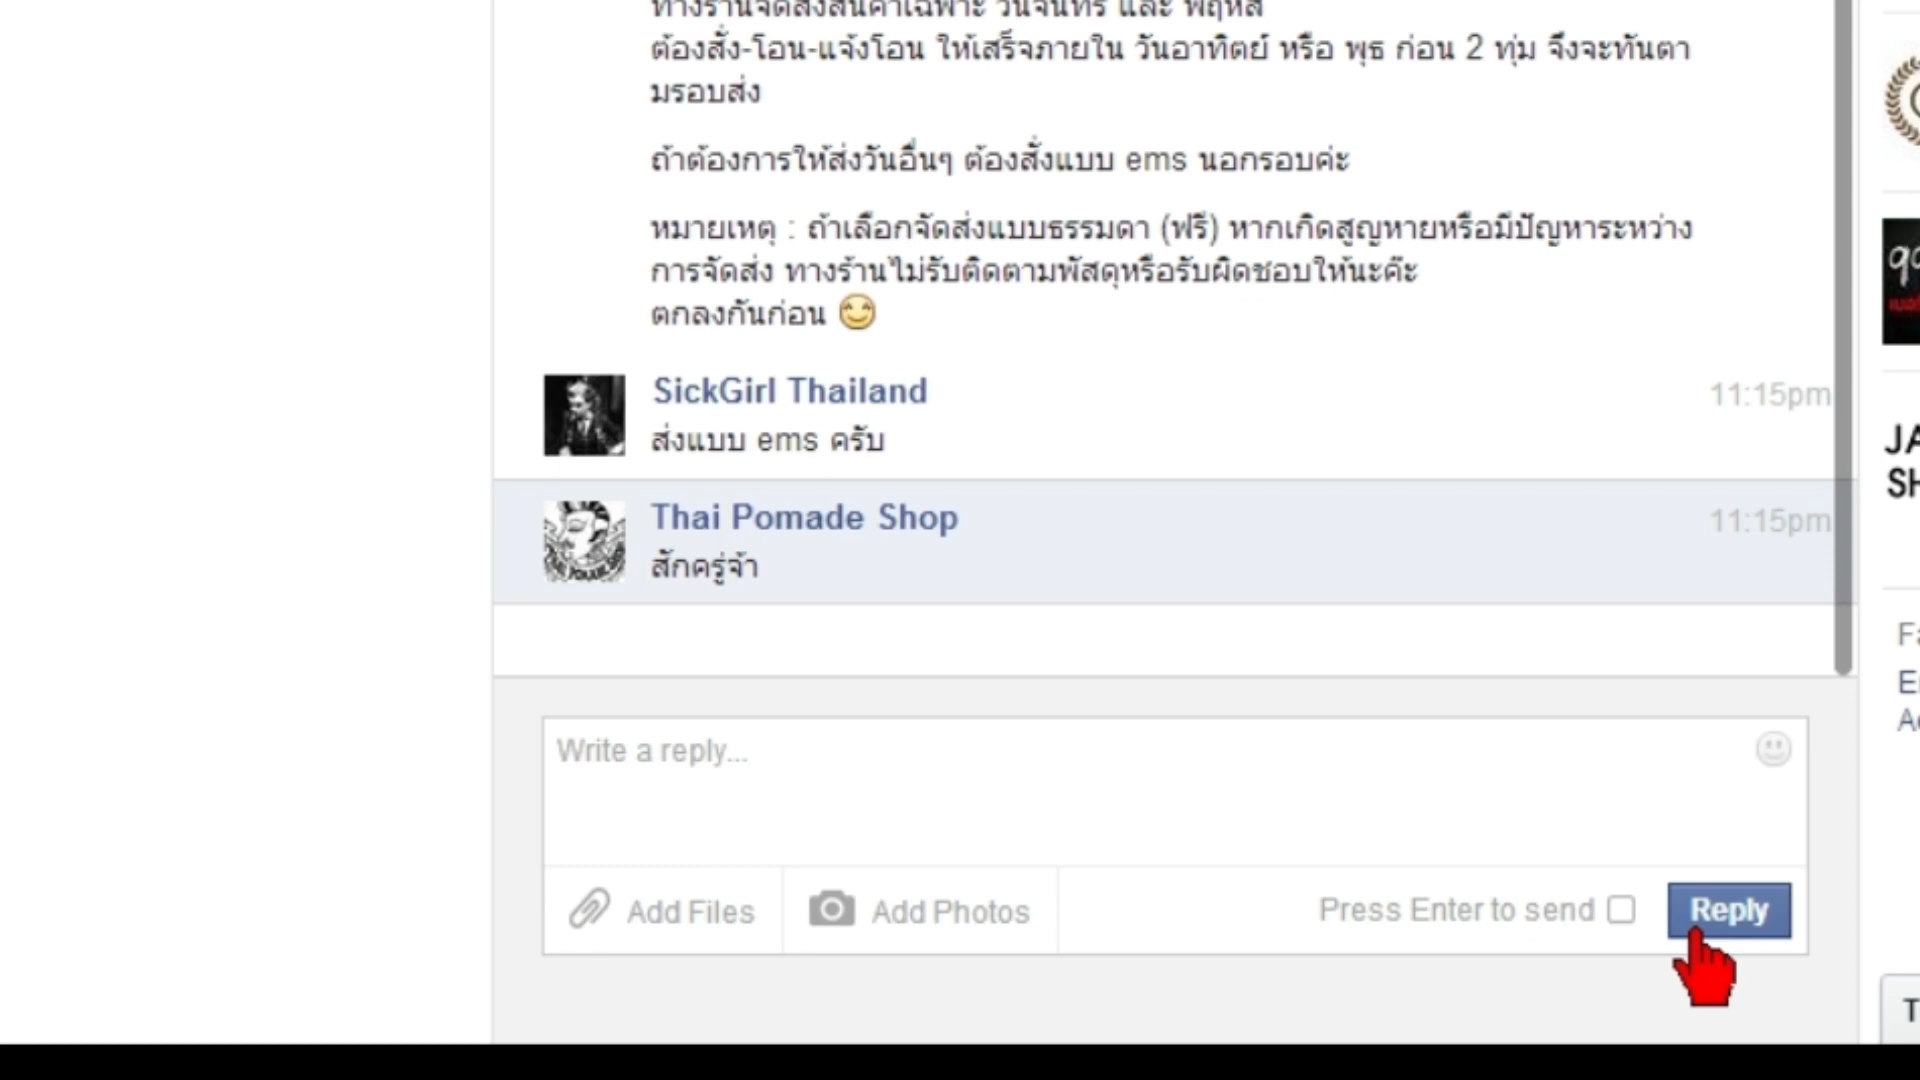 ทางร้านจัดส่งสินค้าเฉพาะ วันจันทร์ และ พฤหัส
ต้องสั่ง-โอน-แจ้งโอน ให้เสร็จภายใน วันอาทิตย์ หรือ พุธ ก่อน 2 ทุ่ม จึงจะทันตา
มรอบส่ง
ถ้าต้องการให้ส่งวันอื่นๆ ต้องสั่งแบบ ems นอกรอบค่ะ
หมายเหตุ : ถ้าเลือกจัดส่งแบบธรรมดา (ฟรี) หากเกิดสูญหายหรือมีปัญหาระหว่าง
การจัดส่ง ทางร้านไม่รับติดตามพัสดุหรือรับผิดชอบให้นะค๊ะ
ตกลงกันก่อน
SickGirl Thailand 11:15pm
ส่งแบบ ems ครับ
Thai Pomade Shop 11:15pm
สักครู่จ้า
Write a reply...
Add Files Add Photos Press Enter to send Reply